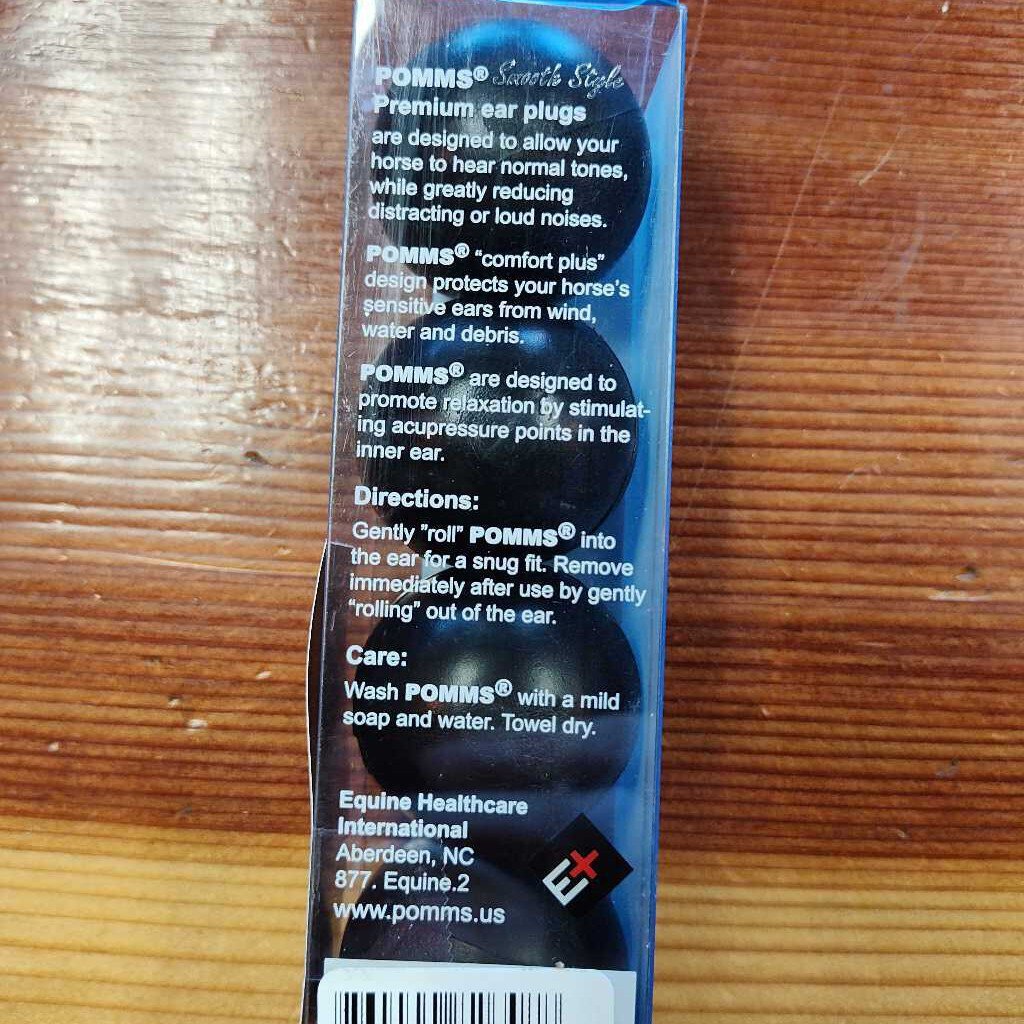 POMMS® Smooth Style
Premium ear plugs
are designed to allow your
horse to hear normal tones,
while greatly reducing
distracting or loud noises.
POMMS® "comfort plus"
design protects your horse's
sensitive ears from wind,
water and debris.
POMMS® are designed to
promote relaxation by stimulat-
ing acupressure points in the
inner ear.
Directions:
Gently "roll" POMMS® into
the ear for a snug fit. Remove
immediately after use by gently
"rolling" out of the ear.
Care:
Wash POMMS® with a mild
soap and water. Towel dry.
Equine Healthcare
International
Aberdeen, NC
877. Equine.2
www.pomms.us
E+